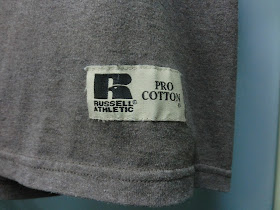 R
RUSSELL®
ATHLETIC
PRO
COTTON